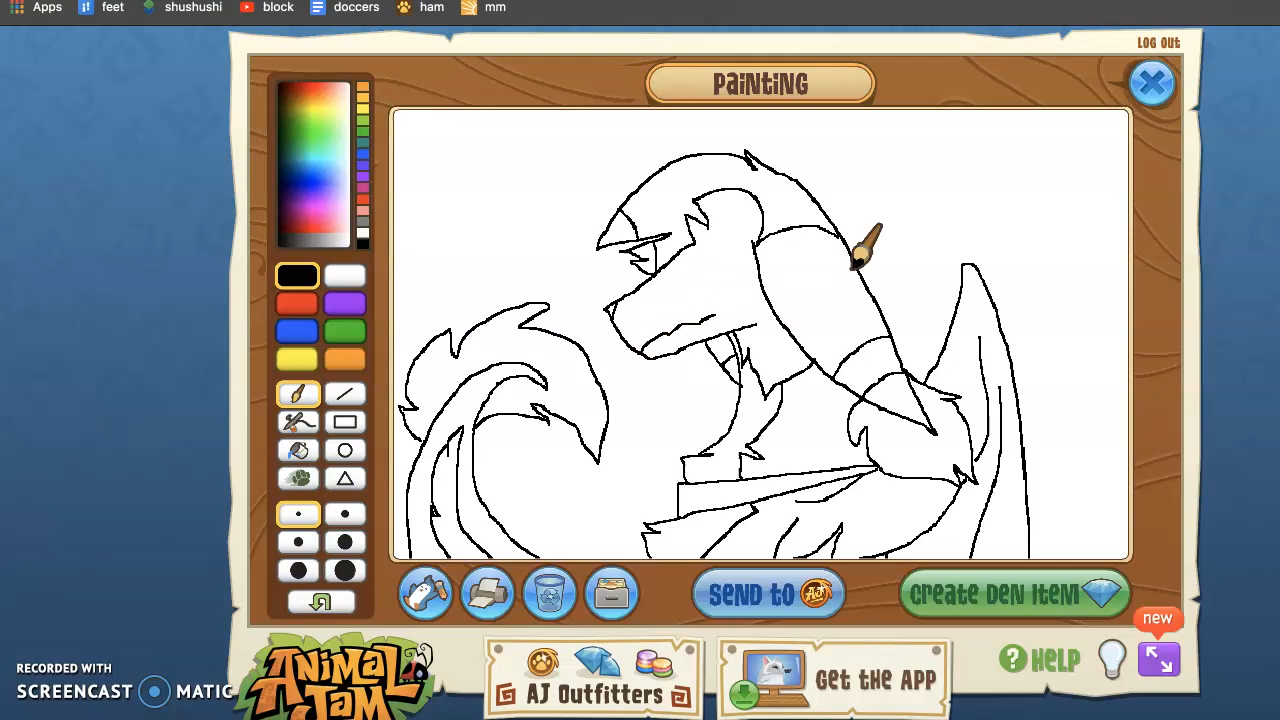 Apps feet shushushi block doccers ham mm
LOG OUT
PAINTING
SEND TO AJ
CREATE DEN ITEM
new
HELP
RECORDED WITH
SCREENCAST MATIC
ANIMAL JAM
AJ OUTFITTERS
GET THE APP